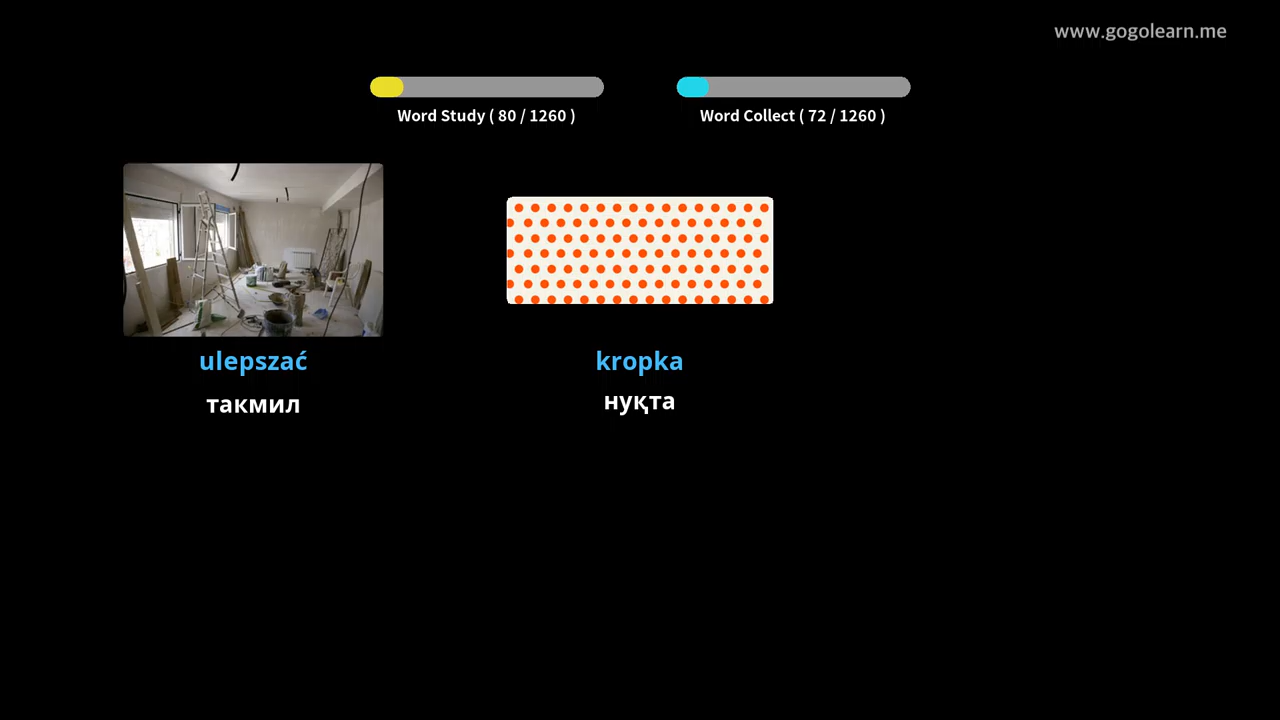 www.gogolearn.me
Word Study ( 80 / 1260 )
Word Collect ( 72 / 1260 )
ulepszać
kropka
такмил
нуқта